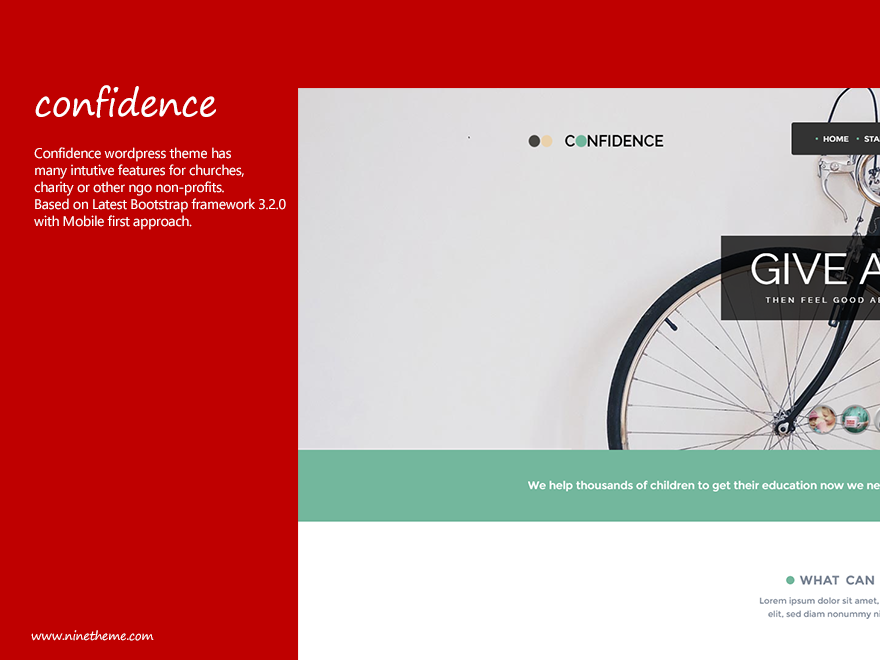 confidence
Confidence wordpress theme has
many intutive features for churches,
charity or other ngo non-profits.
Based on Latest Bootstrap framework 3.2.0
with Mobile first approach.
www.ninetheme.com
CONFIDENCE
HOME STA
GIVE A
THEN FEEL GOOD A
We help thousands of children to get their education now we ne
WHAT CAN
Lorem ipsum dolor sit amet,
elit, sed diam nonummy ni